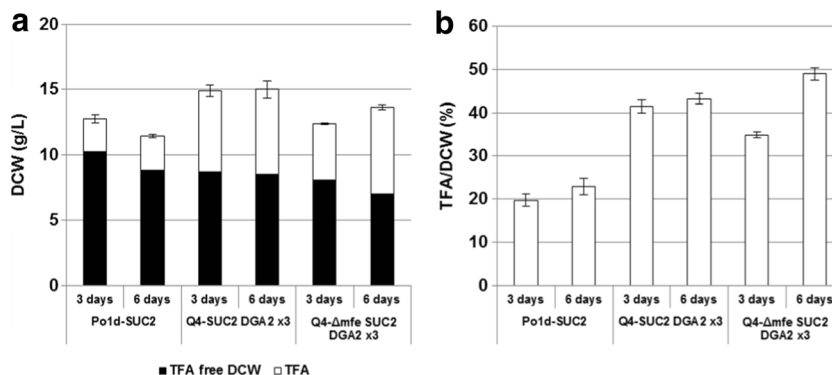 a
20
15
10
5
0
DCW (g/L)
3 days 6 days 3 days 6 days 3 days 6 days
Po1d-SUC2 Q4-SUC2 DGA2 x3 Q4-Δmfe SUC2
DGA2 x3
TFA free DCW TFA
b
60
50
40
30
20
10
0
TFA/DCW (%)
3 days 6 days 3 days 6 days 3 days 6 days
Po1d-SUC2 Q4-SUC2 DGA2 x3 Q4-Δmfe SUC2
DGA2 x3